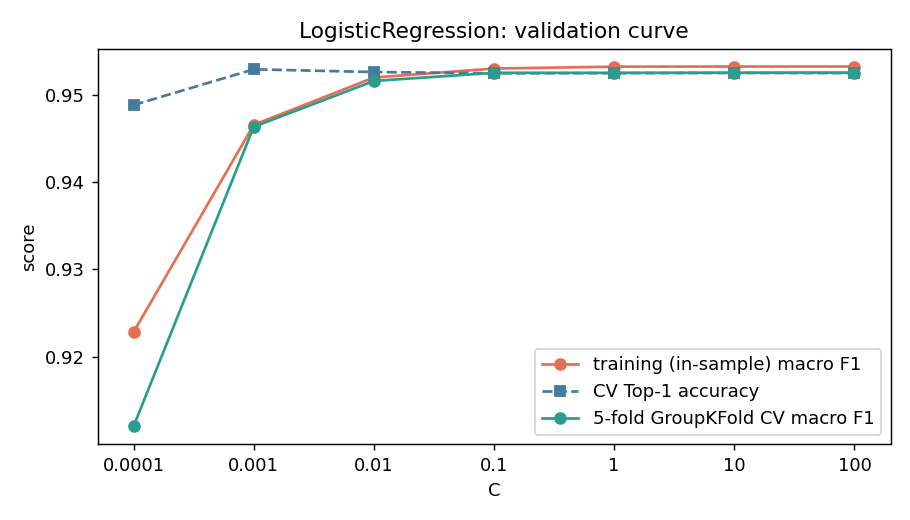 LogisticRegression: validation curve
score
0.95
0.94
0.93
0.92
training (in-sample) macro F1
CV Top-1 accuracy
5-fold GroupKFold CV macro F1
0.0001 0.001 0.01 0.1 1 10 100
C